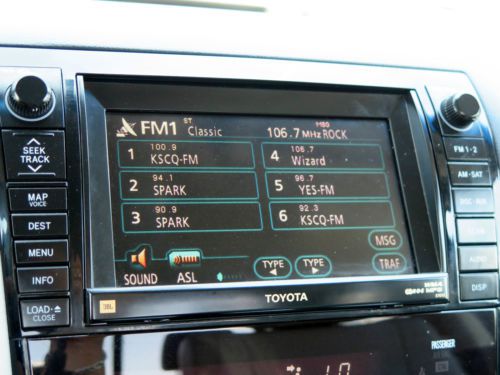 SEEK
TRACK
MAP
VOICE
DEST
MENU
INFO
LOAD
CLOSE
FM1 ST Classic
106.7 MHz ROCK
1 100.9 KSCQ-FM
2 94.1 SPARK
3 90.9 SPARK
4 106.7 Wizard
5 96.7 YES-FM
6 92.3 KSCQ-FM
MSG
SOUND
ASL
TYPE
TYPE
TRAF
JBL
TOYOTA
FM 1·2
AM·SAT
DISC·AUX
AUDIO
DISP
PASSENGER